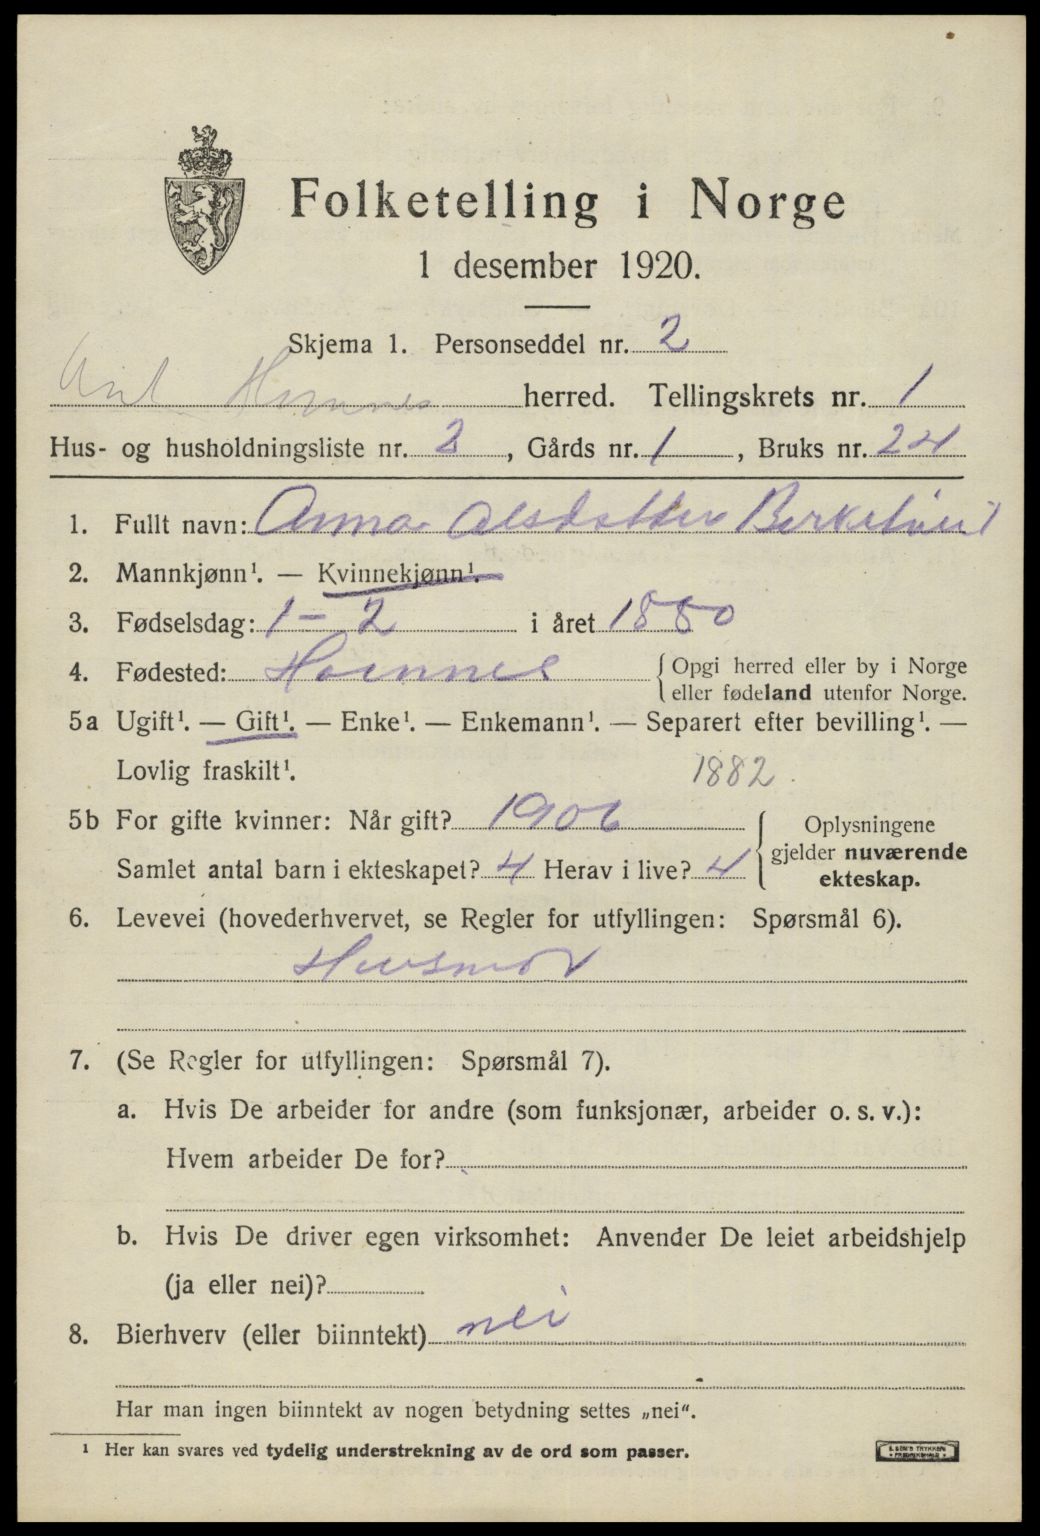 Folketelling i Norge
1 desember 1920.
Skjema 1. Personseddel nr. 2
Hornnes herred. Tellingskrets nr. 1
Hus- og husholdningsliste nr. 2, Gårds nr. 1, Bruks nr. 24
1. Fullt navn: Anna Alsdatter Berketveit
2. Mannkjønn¹. — Kvinnekjønn¹.
3. Fødselsdag: 1-2 i året 1880
4. Fødested: Hornnes {Opgi herred eller by i Norge
eller fødeland utenfor Norge.
5a Ugift¹. — Gift¹. — Enke¹. — Enkemann¹. — Separert efter bevilling¹. —
Lovlig fraskilt¹. 1882.
5b For gifte kvinner: Når gift? 1906 Oplysningene
gjelder nuværende
Samlet antal barn i ekteskapet? 4 Herav i live? 4 ekteskap.
6. Levevei (hovederhvervet, se Regler for utfyllingen: Spørsmål 6).
Husmor
7. (Se Regler for utfyllingen: Spørsmål 7).
a. Hvis De arbeider for andre (som funksjonær, arbeider o. s. v.):
Hvem arbeider De for?
b. Hvis De driver egen virksomhet: Anvender De leiet arbeidshjelp
(ja eller nei)?
8. Bierhverv (eller biinntekt) nei
Har man ingen biinntekt av nogen betydning settes „nei“.
¹ Her kan svares ved tydelig understrekning av de ord som passer.